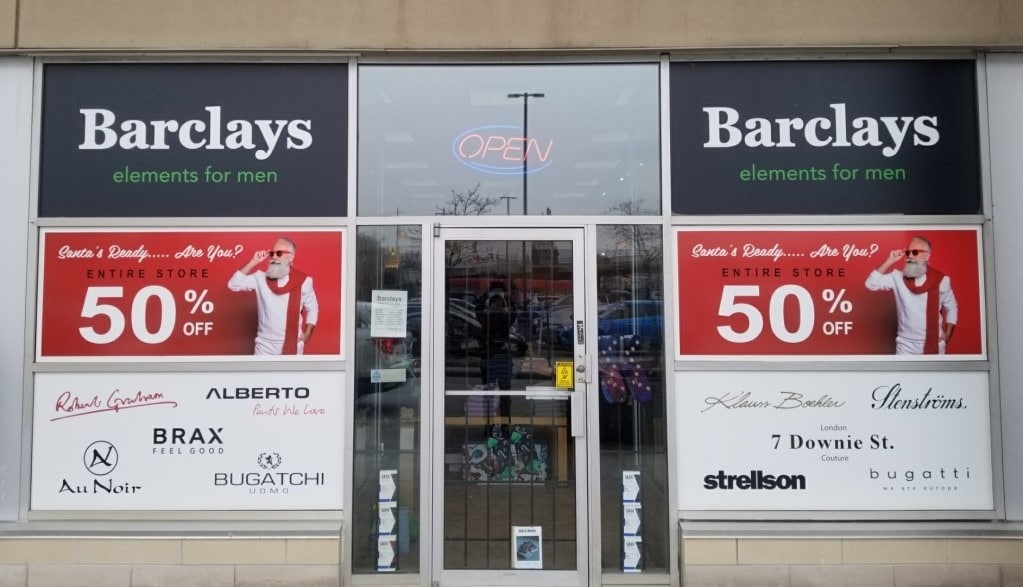 Barclays
elements for men
OPEN
Barclays
elements for men
Santa's Ready..... Are You?
ENTIRE STORE
50% OFF
Santa's Ready..... Are You?
ENTIRE STORE
50% OFF
Barclays
Robert Graham
ALBERTO
Pants We Love
BRAX
FEEL GOOD
Au Noir
BUGATCHI
UOMO
Klauss Boehler
Stenströms.
London
7 Downie St.
Couture
strellson
bugatti
we are europe